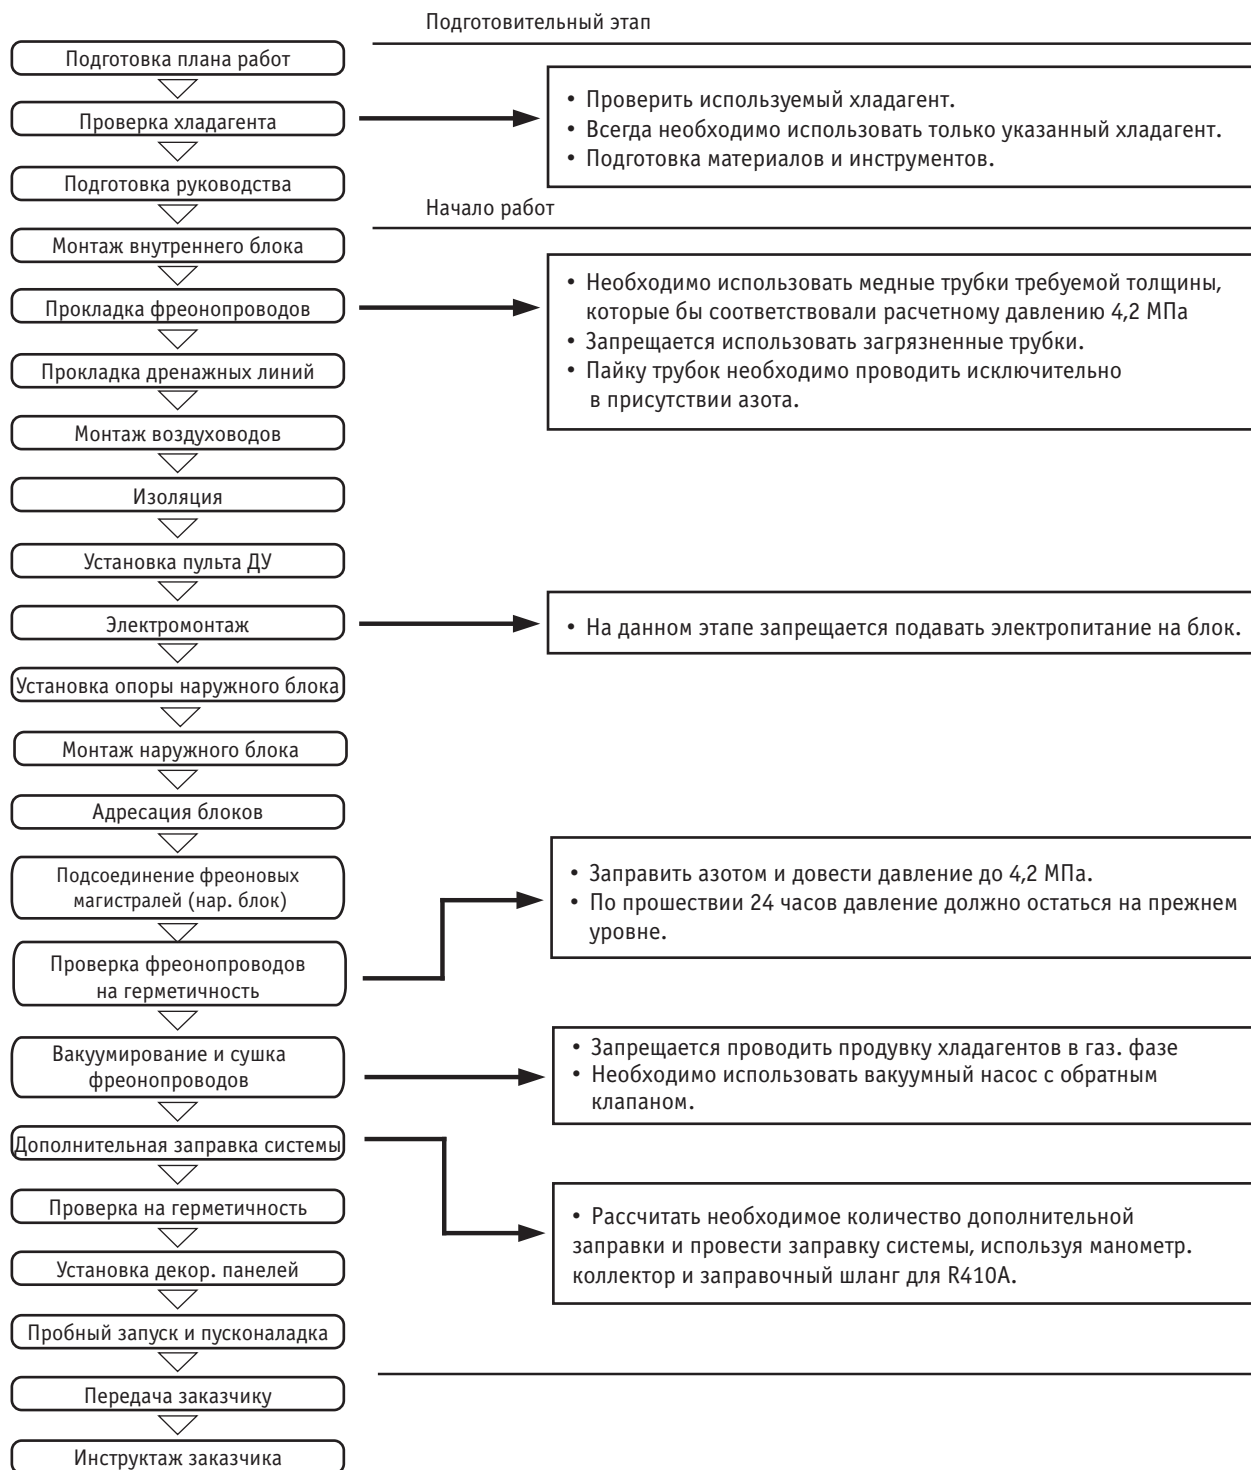 Подготовительный этап
Подготовка плана работ
Проверка хладагента
• Проверить используемый хладагент.
• Всегда необходимо использовать только указанный хладагент.
• Подготовка материалов и инструментов.
Подготовка руководства
Начало работ
Монтаж внутреннего блока
Прокладка фреонопроводов
• Необходимо использовать медные трубки требуемой толщины,
которые бы соответствовали расчетному давлению 4,2 МПа
• Запрещается использовать загрязненные трубки.
• Пайку трубок необходимо проводить исключительно
в присутствии азота.
Прокладка дренажных линий
Монтаж воздуховодов
Изоляция
Установка пульта ДУ
Электромонтаж
• На данном этапе запрещается подавать электропитание на блок.
Установка опоры наружного блока
Монтаж наружного блока
Адресация блоков
Подсоединение фреоновых
магистралей (нар. блок)
• Заправить азотом и довести давление до 4,2 МПа.
• По прошествии 24 часов давление должно остаться на прежнем
уровне.
Проверка фреонопроводов
на герметичность
Вакуумирование и сушка
фреонопроводов
• Запрещается проводить продувку хладагентов в газ. фазе
• Необходимо использовать вакуумный насос с обратным
клапаном.
Дополнительная заправка системы
• Рассчитать необходимое количество дополнительной
заправки и провести заправку системы, используя манометр.
коллектор и заправочный шланг для R410A.
Проверка на герметичность
Установка декор. панелей
Пробный запуск и пусконаладка
Передача заказчику
Инструктаж заказчика